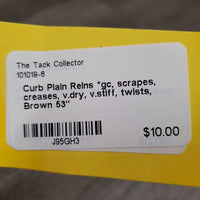 The Tack Collector
101019-6
Curb Plain Reins *gc, scrapes,
creases, v.dry, v.stiff, twists,
Brown 53"
$10.00
J95GH3